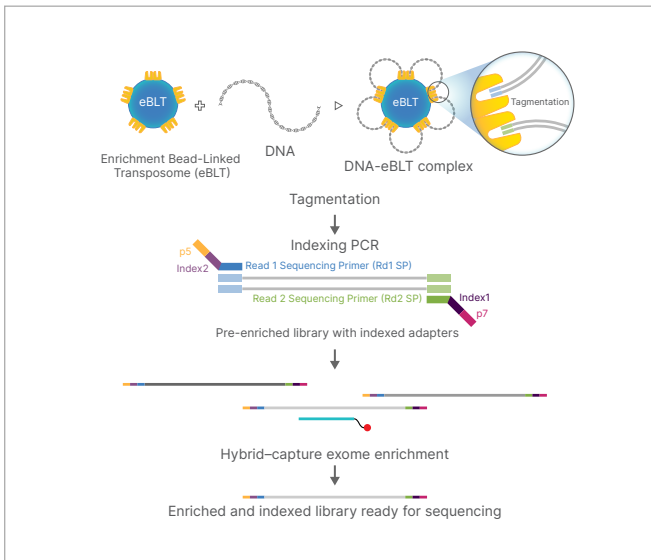 eBLT
Enrichment Bead-Linked
Transposome (eBLT)
DNA
eBLT
Tagmentation
DNA-eBLT complex
Tagmentation
Indexing PCR
p5
Index2
Read 1 Sequencing Primer (Rd1 SP)
Read 2 Sequencing Primer (Rd2 SP)
Index1
p7
Pre-enriched library with indexed adapters
Hybrid–capture exome enrichment
Enriched and indexed library ready for sequencing